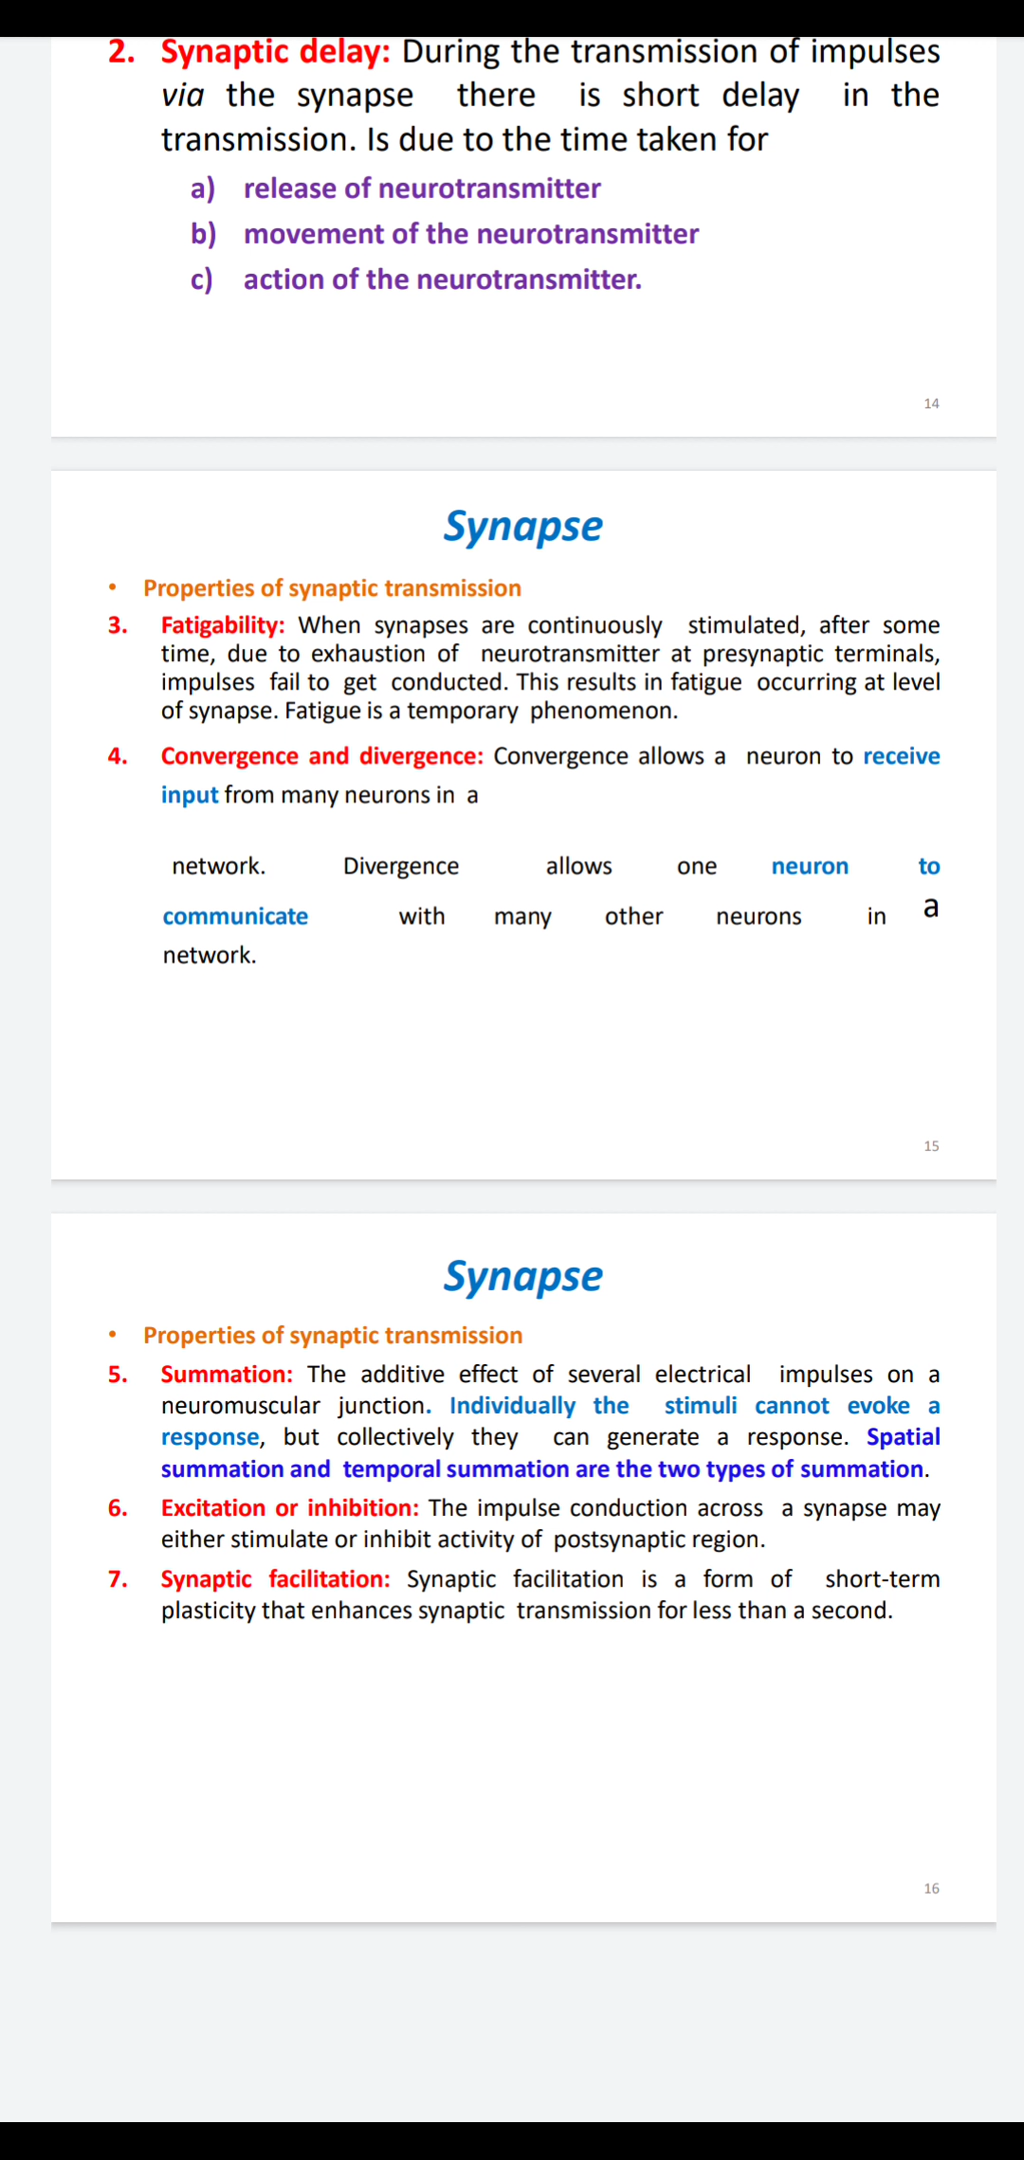 2. Synaptic delay: During the transmission of impulses
via the synapse there is short delay in the
transmission. Is due to the time taken for
a) release of neurotransmitter
b) movement of the neurotransmitter
c) action of the neurotransmitter.
14
Synapse
• Properties of synaptic transmission
3. Fatigability: When synapses are continuously stimulated, after some
time, due to exhaustion of neurotransmitter at presynaptic terminals,
impulses fail to get conducted. This results in fatigue occurring at level
of synapse. Fatigue is a temporary phenomenon.
4. Convergence and divergence: Convergence allows a neuron to receive
input from many neurons in a
network. Divergence allows one neuron to
communicate with many other neurons in a
network.
15
Synapse
• Properties of synaptic transmission
5. Summation: The additive effect of several electrical impulses on a
neuromuscular junction. Individually the stimuli cannot evoke a
response, but collectively they can generate a response. Spatial
summation and temporal summation are the two types of summation.
6. Excitation or inhibition: The impulse conduction across a synapse may
either stimulate or inhibit activity of postsynaptic region.
7. Synaptic facilitation: Synaptic facilitation is a form of short-term
plasticity that enhances synaptic transmission for less than a second.
16